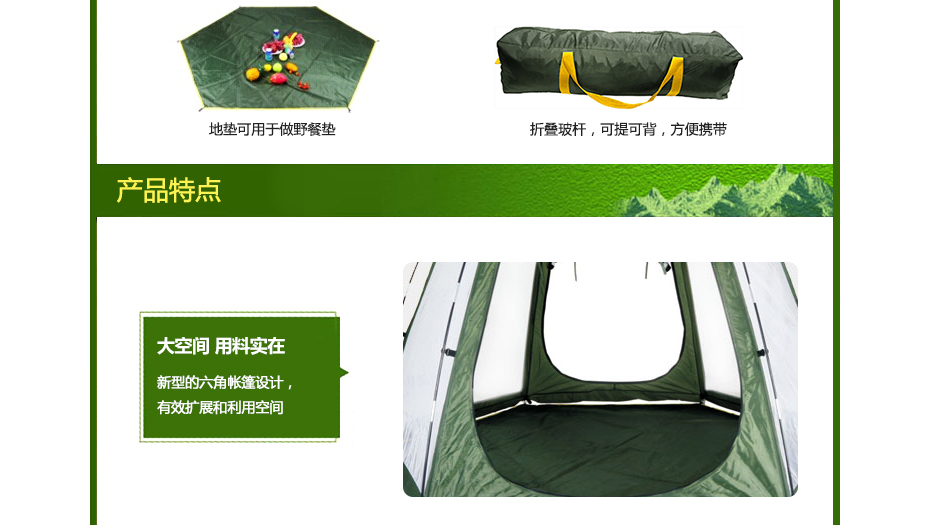 地垫可用于做野餐垫
折叠玻杆，可提可背，方便携带
产品特点
大空间 用料实在
新型的六角帐篷设计，
有效扩展和利用空间